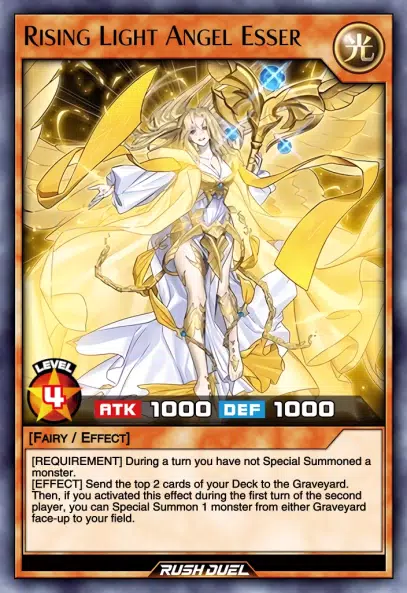 RISING LIGHT ANGEL ESSER
光
LEVEL
4
ATK 1000 DEF 1000
[FAIRY / EFFECT]
[REQUIREMENT] During a turn you have not Special Summoned a
monster.
[EFFECT] Send the top 2 cards of your Deck to the Graveyard.
Then, if you activated this effect during the first turn of the second
player, you can Special Summon 1 monster from either Graveyard
face-up to your field.
RUSH DUEL